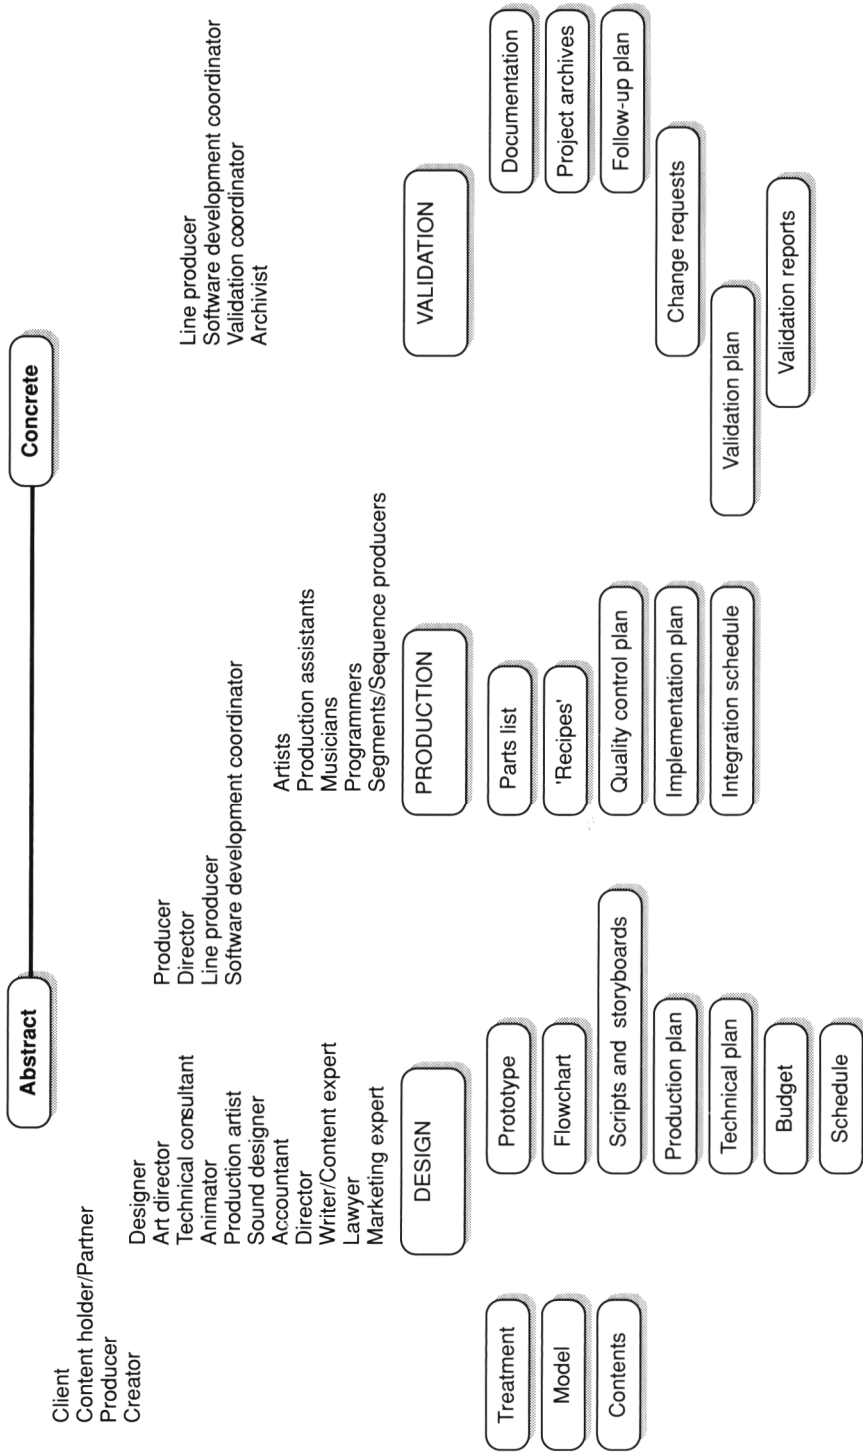 Abstract
Concrete
Client
Content holder/Partner
Producer
Creator
Designer
Art director
Technical consultant
Animator
Production artist
Sound designer
Accountant
Director
Writer/Content expert
Lawyer
Marketing expert
Producer
Director
Line producer
Software development coordinator
Artists
Production assistants
Musicians
Programmers
Segments/Sequence producers
Line producer
Software development coordinator
Validation coordinator
Archivist
DESIGN
PRODUCTION
VALIDATION
Treatment
Model
Contents
Prototype
Flowchart
Scripts and storyboards
Production plan
Technical plan
Budget
Schedule
Parts list
'Recipes'
Quality control plan
Implementation plan
Integration schedule
Documentation
Project archives
Follow-up plan
Change requests
Validation plan
Validation reports